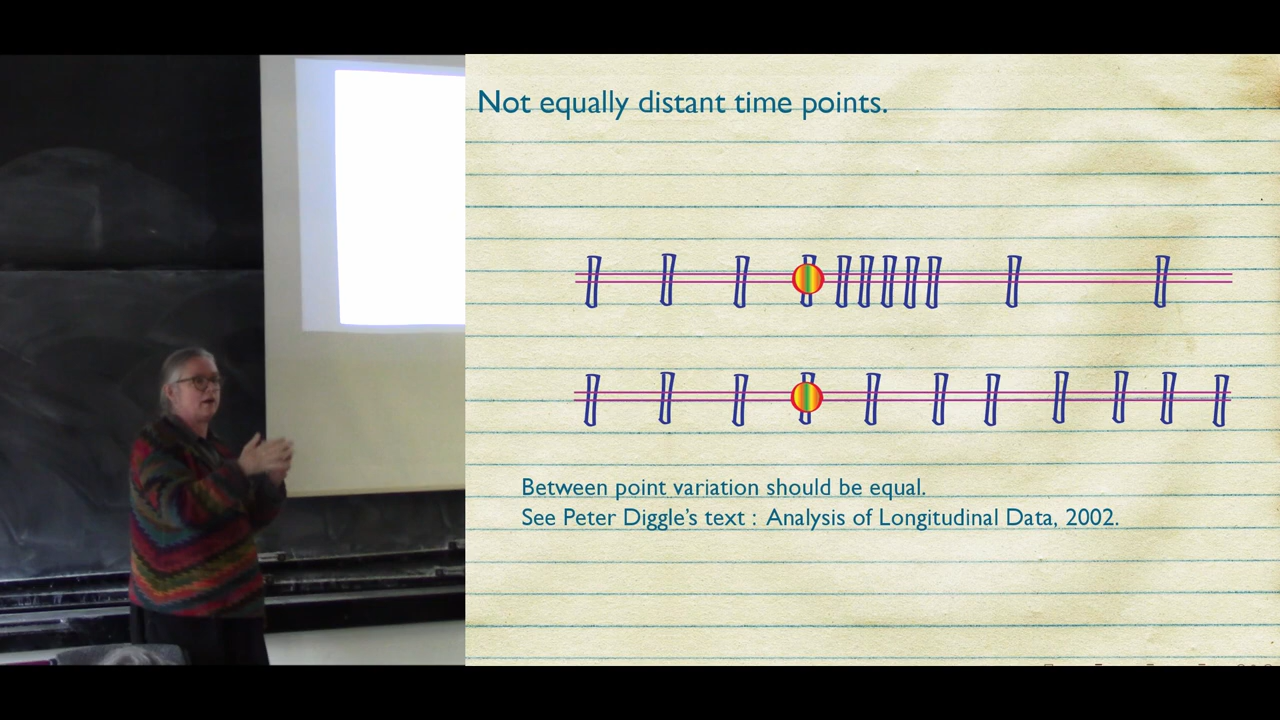 Not equally distant time points.
Between point variation should be equal.
See Peter Diggle's text : Analysis of Longitudinal Data, 2002.